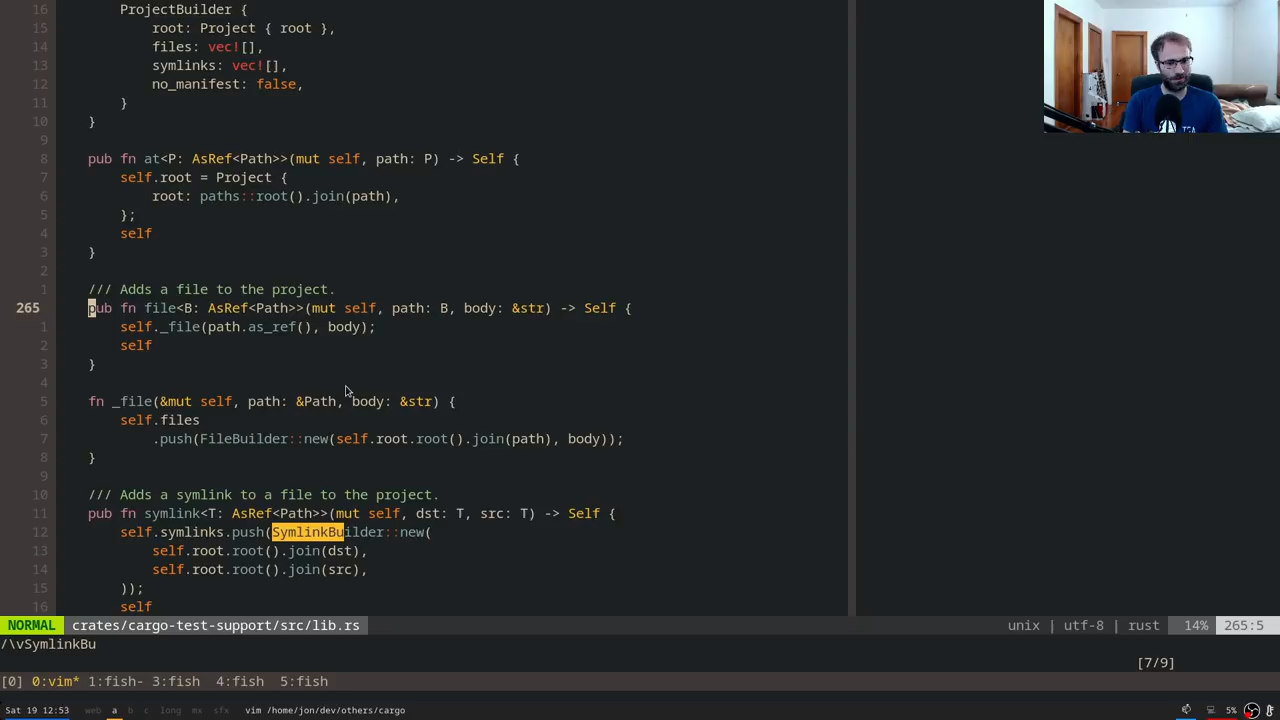 16 ProjectBuilder {
15 root: Project { root },
14 files: vec![],
13 symlinks: vec![],
12 no_manifest: false,
11 }
10 }
9
8 pub fn at<P: AsRef<Path>>(mut self, path: P) -> Self {
7 self.root = Project {
6 root: paths::root().join(path),
5 };
4 self
3 }
2
1 /// Adds a file to the project.
265 pub fn file<B: AsRef<Path>>(mut self, path: B, body: &str) -> Self {
1 self._file(path.as_ref(), body);
2 self
3 }
4
5 fn _file(&mut self, path: &Path, body: &str) {
6 self.files
7 .push(FileBuilder::new(self.root.root().join(path), body));
8 }
9
10 /// Adds a symlink to a file to the project.
11 pub fn symlink<T: AsRef<Path>>(mut self, dst: T, src: T) -> Self {
12 self.symlinks.push(SymlinkBuilder::new(
13 self.root.root().join(dst),
14 self.root.root().join(src),
15 ));
16 self
NORMAL crates/cargo-test-support/src/lib.rs unix | utf-8 | rust 14% 265:5
/\vSymlinkBu
[7/9]
[0] 0:vim* 1:fish- 3:fish 4:fish 5:fish
Sat 19 12:53 web a b c long mx sfx vim /home/jon/dev/others/cargo 5%